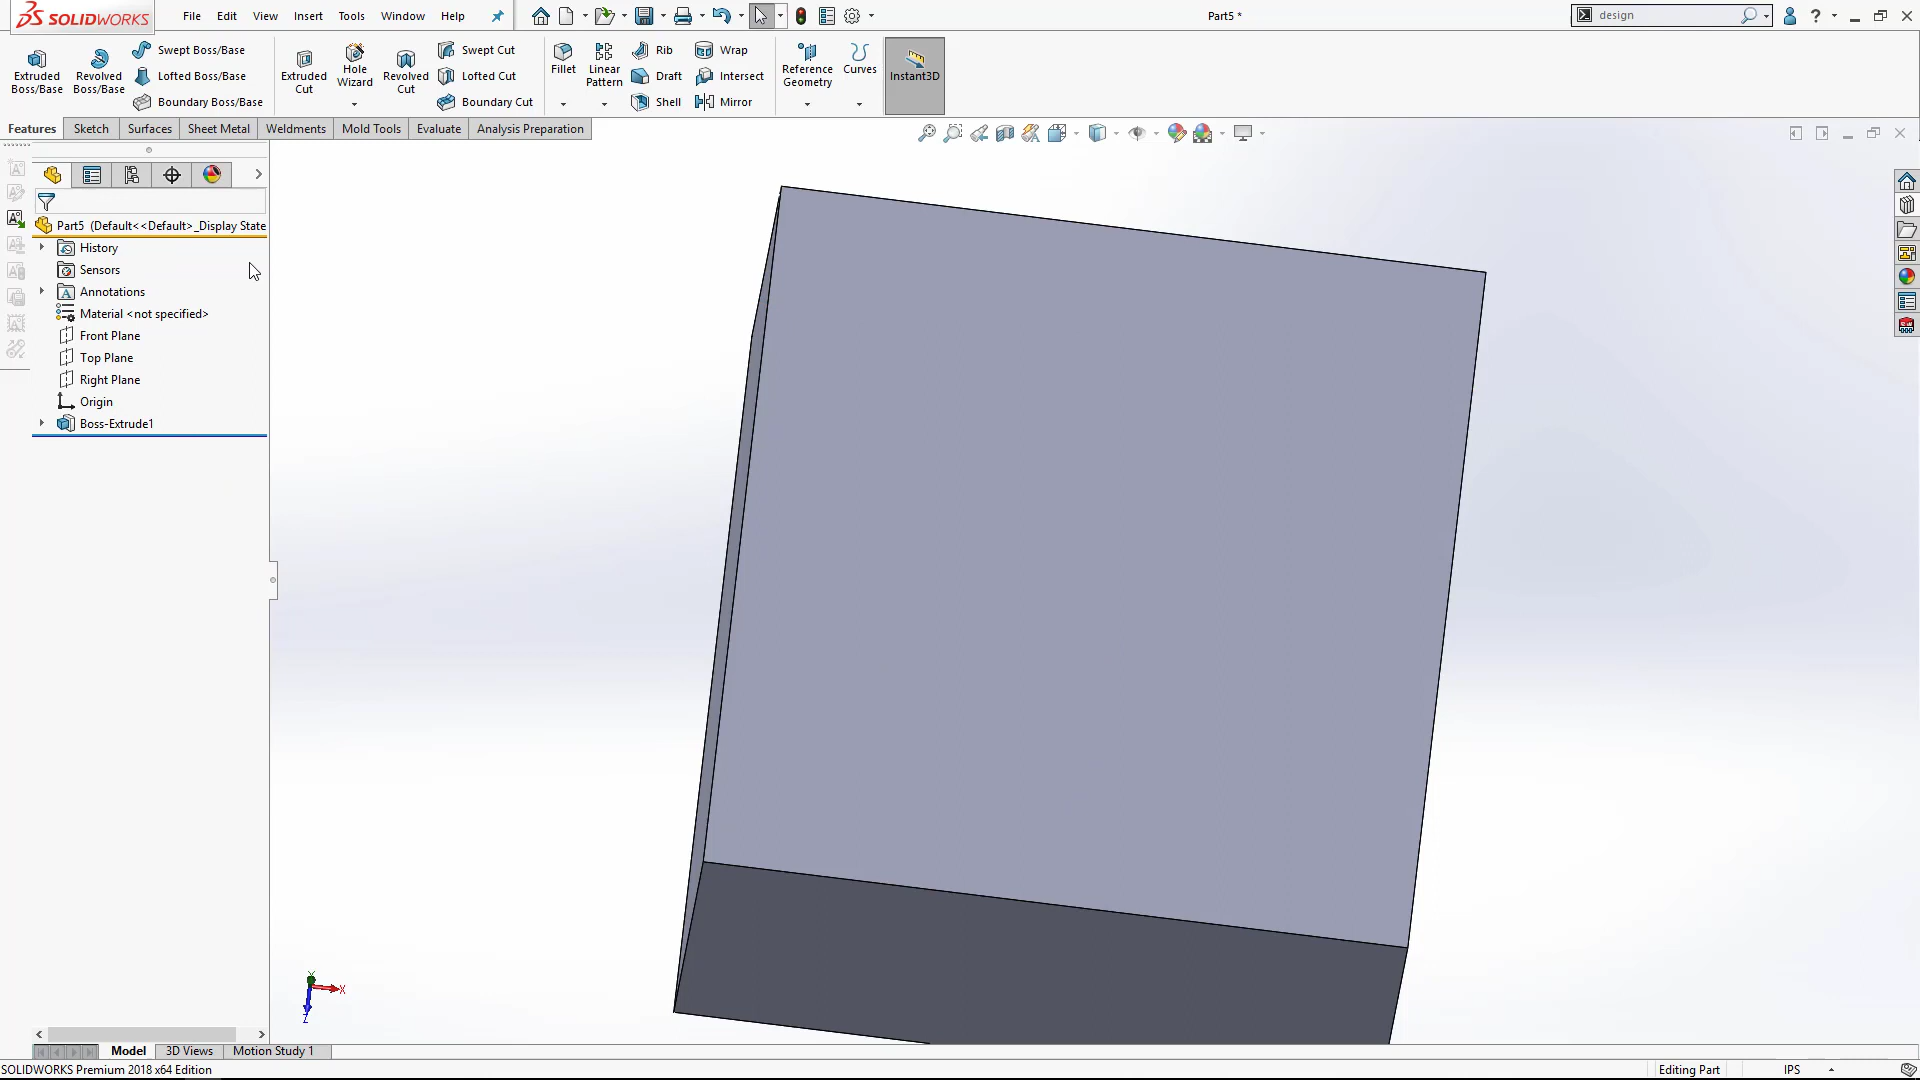 SOLIDWORKS
File Edit View Insert Tools Window Help
Part5 *
design
Extruded Boss/Base
Revolved Boss/Base
Swept Boss/Base
Lofted Boss/Base
Boundary Boss/Base
Extruded Cut
Hole Wizard
Revolved Cut
Swept Cut
Lofted Cut
Boundary Cut
Fillet
Linear Pattern
Rib
Draft
Shell
Wrap
Intersect
Mirror
Reference Geometry
Curves
Instant3D
Features Sketch Surfaces Sheet Metal Weldments Mold Tools Evaluate Analysis Preparation
Part5 (Default<<Default>_Display State
History
Sensors
Annotations
Material <not specified>
Front Plane
Top Plane
Right Plane
Origin
Boss-Extrude1
Y
X
Z
Model 3D Views Motion Study 1
SOLIDWORKS Premium 2018 x64 Edition
Editing Part
IPS